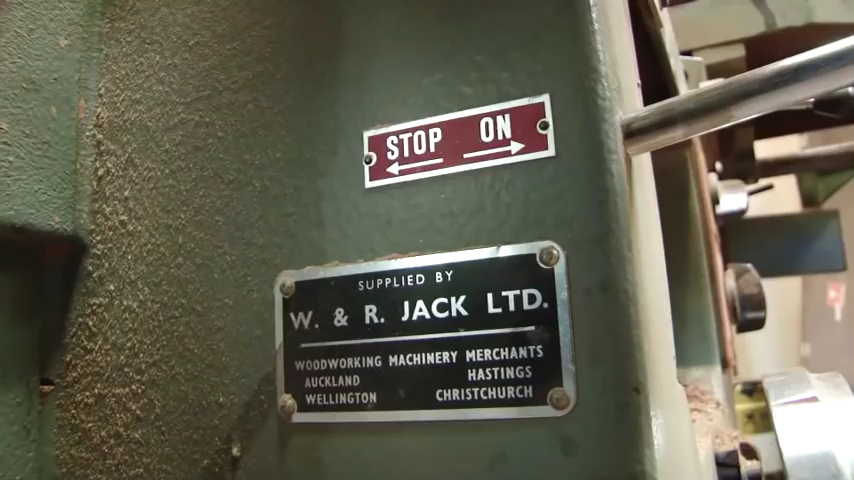 STOP ON
SUPPLIED BY
W. & R. JACK LTD.
WOODWORKING MACHINERY MERCHANTS
AUCKLAND HASTINGS
WELLINGTON CHRISTCHURCH